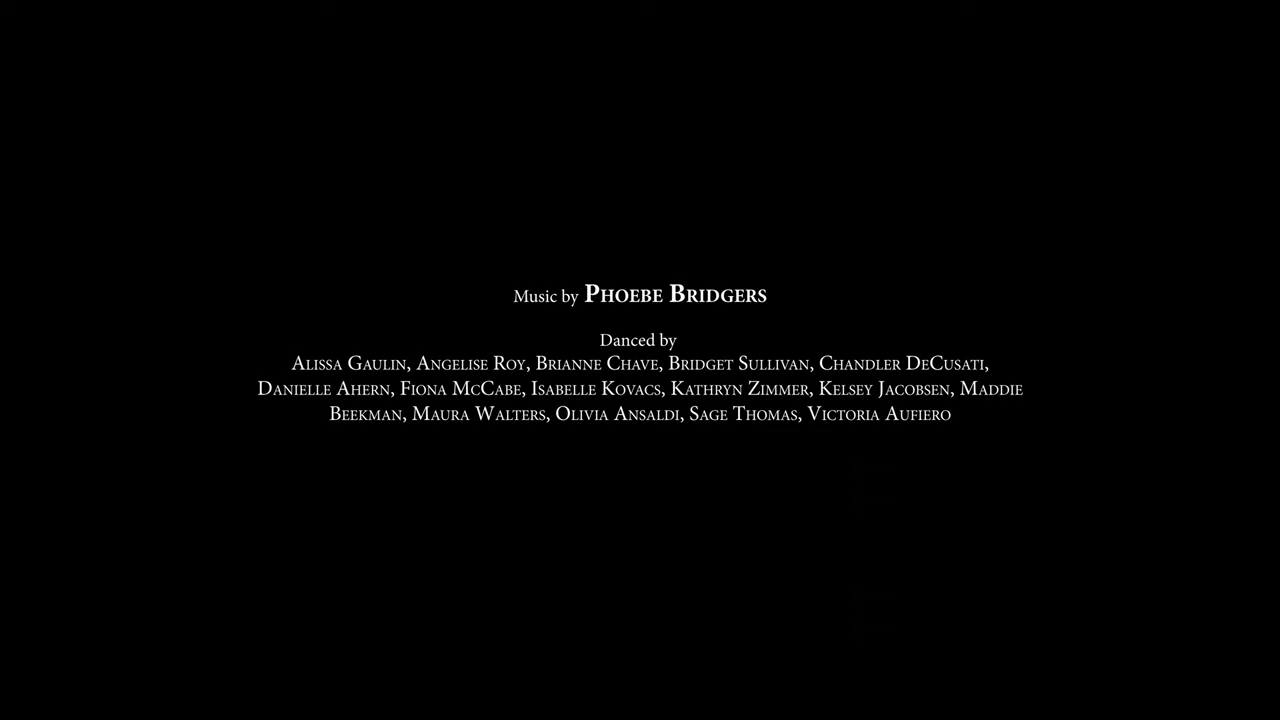 Music by Phoebe Bridgers
Danced by
Alissa Gaulin, Angelise Roy, Brianne Chave, Bridget Sullivan, Chandler DeCusati,
Danielle Ahern, Fiona McCabe, Isabelle Kovacs, Kathryn Zimmer, Kelsey Jacobsen, Maddie
Beekman, Maura Walters, Olivia Ansaldi, Sage Thomas, Victoria Aufiero